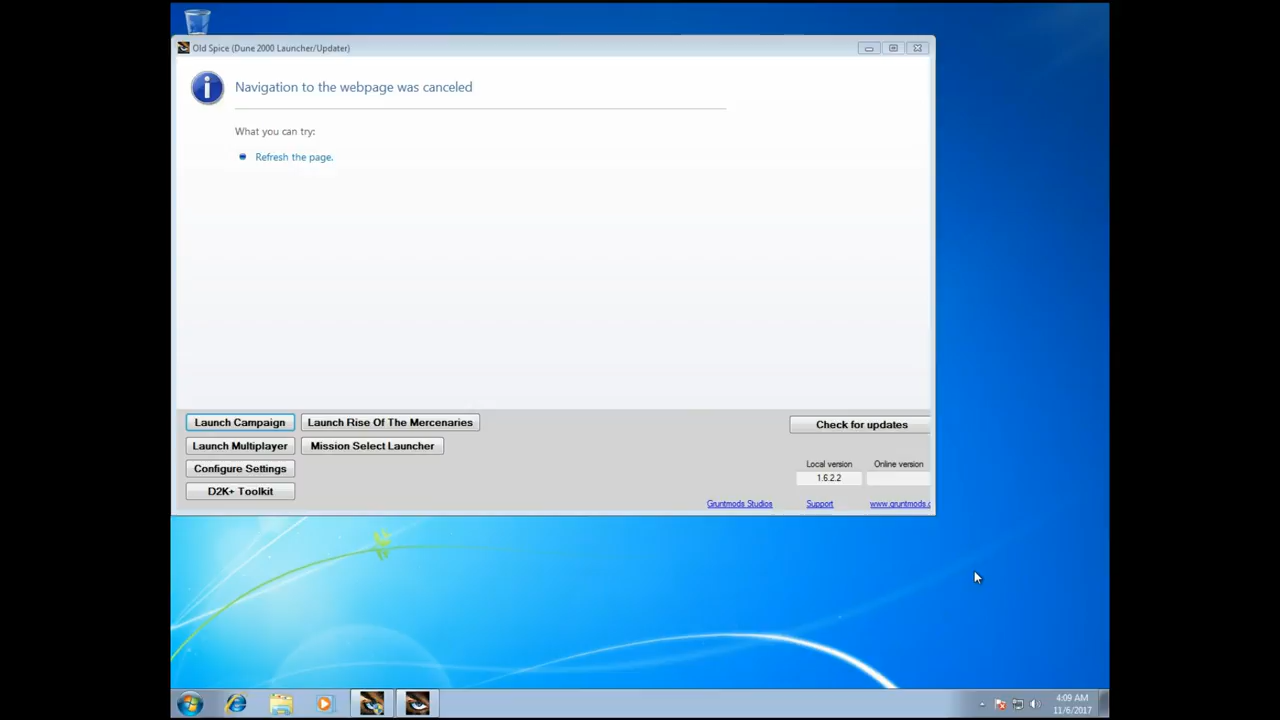 Old Spice (Dune 2000 Launcher/Updater)
Navigation to the webpage was canceled
What you can try:
Refresh the page.
Launch Campaign
Launch Rise Of The Mercenaries
Check for updates
Launch Multiplayer
Mission Select Launcher
Configure Settings
Local version
Online version
1.6.2.2
D2K+ Toolkit
Gruntmods Studios
Support
www.gruntmods.c
4:09 AM
11/6/2017